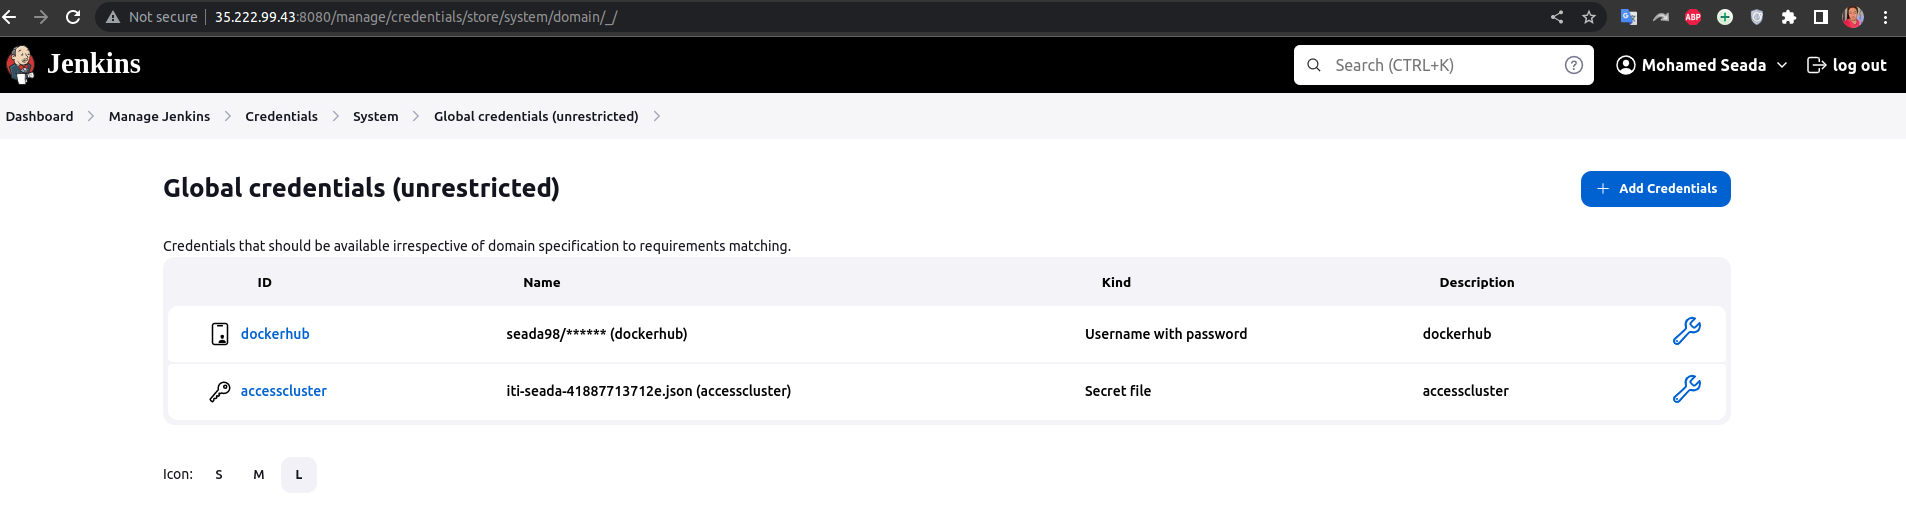 Not secure 35.222.99.43:8080/manage/credentials/store/system/domain/_/
ABP
Jenkins
Search (CTRL+K) ?
Mohamed Seada
log out
Dashboard Manage Jenkins Credentials System Global credentials (unrestricted)
Global credentials (unrestricted)
+ Add Credentials
Credentials that should be available irrespective of domain specification to requirements matching.
ID Name Kind Description
dockerhub seada98/****** (dockerhub) Username with password dockerhub
accesscluster iti-seada-41887713712e.json (accesscluster) Secret file accesscluster
Icon: S M L